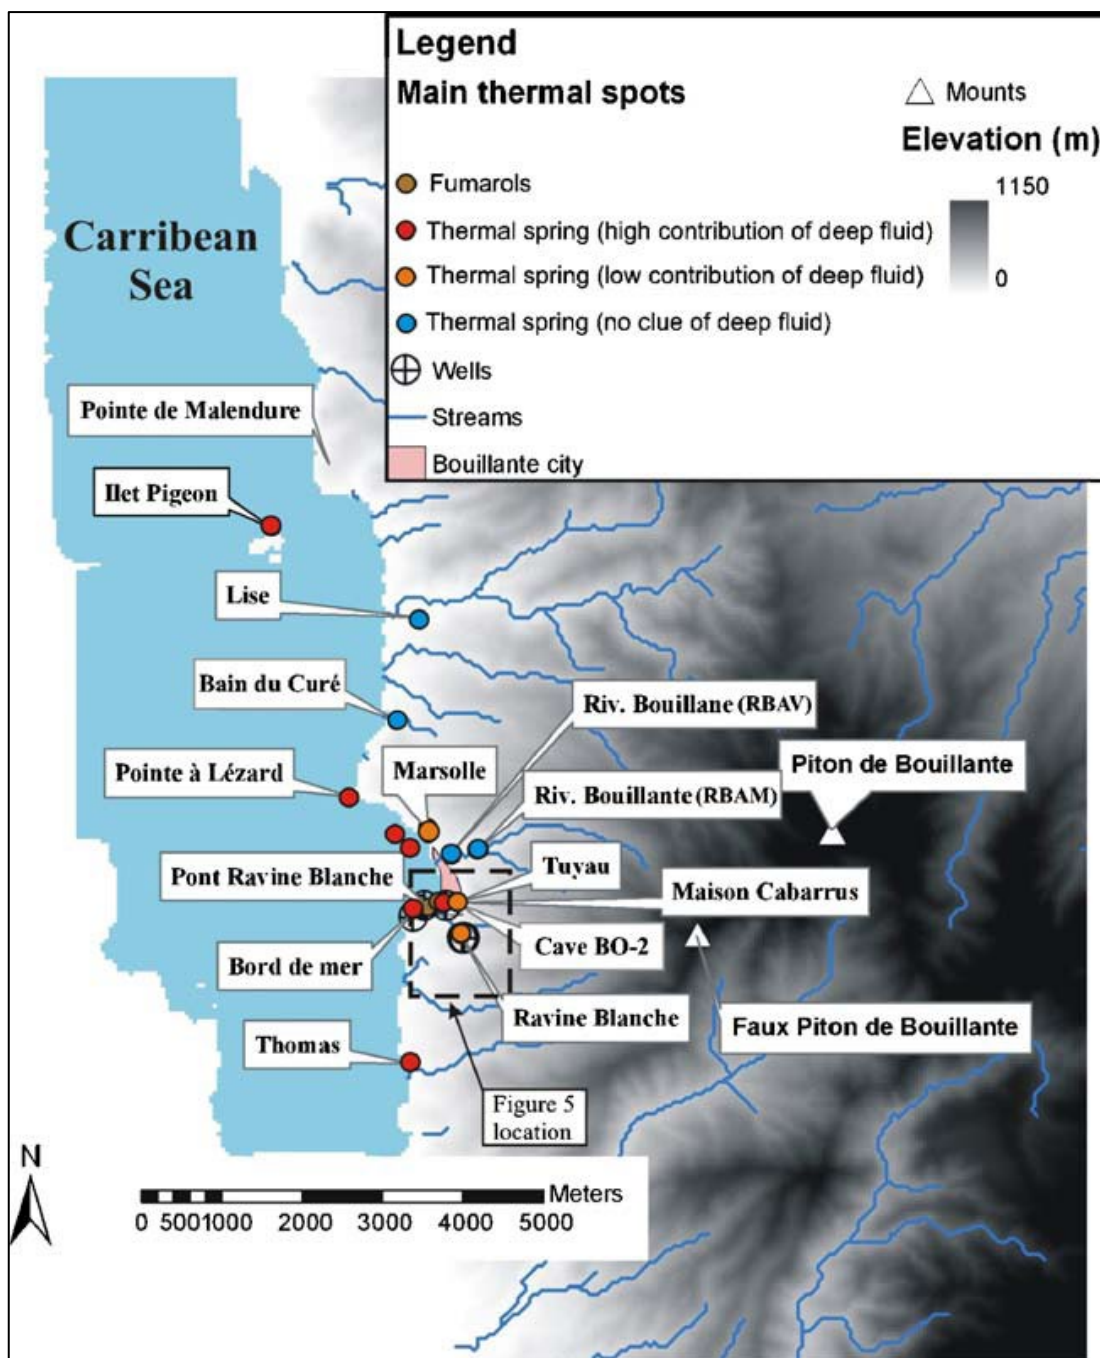 Legend
Main thermal spots
Mounts
Elevation (m)
1150
0
Fumarols
Thermal spring (high contribution of deep fluid)
Thermal spring (low contribution of deep fluid)
Thermal spring (no clue of deep fluid)
Wells
Streams
Bouillante city
Carribean
Sea
Pointe de Malendure
Ilet Pigeon
Lise
Bain du Curé
Riv. Bouillane (RBAV)
Pointe à Lézard
Marsolle
Piton de Bouillante
Riv. Bouillante (RBAM)
Pont Ravine Blanche
Tuyau
Maison Cabarrus
Bord de mer
Cave BO-2
Ravine Blanche
Faux Piton de Bouillante
Thomas
Figure 5
location
N
Meters
0 5001000 2000 3000 4000 5000